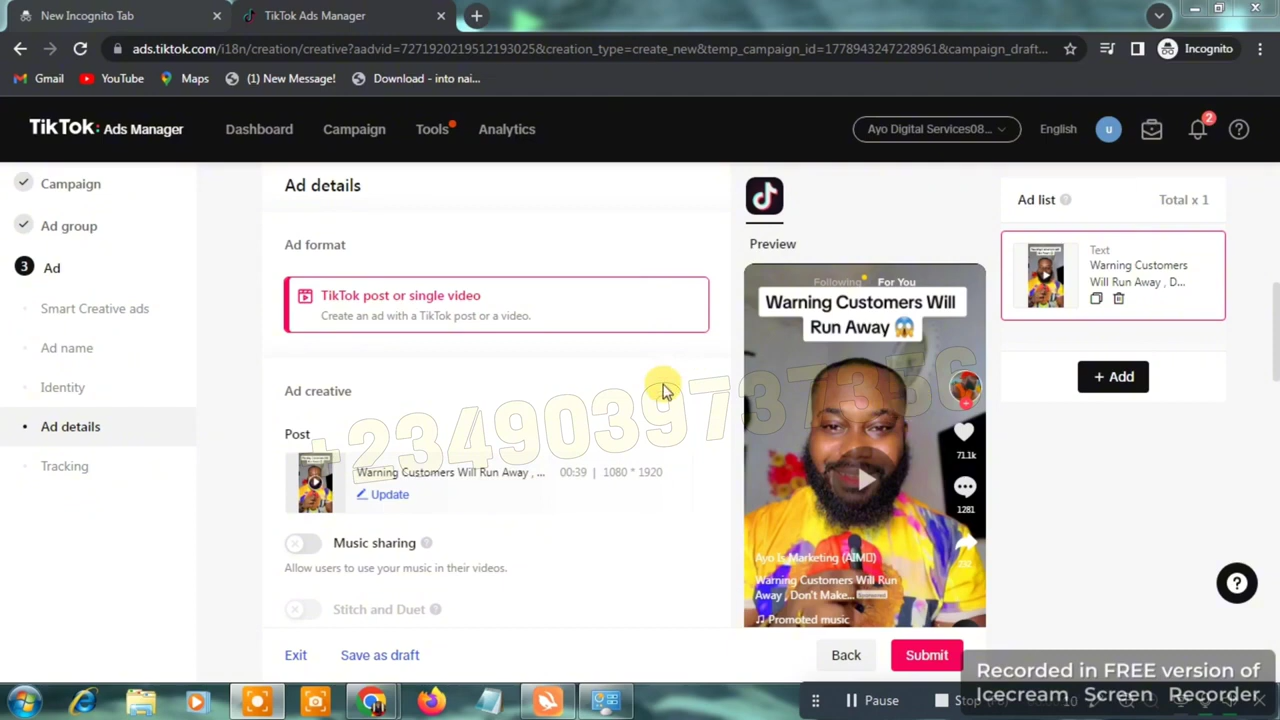 New Incognito Tab
TikTok Ads Manager
ads.tiktok.com/i18n/creation/creative?aadvid=7271920219512193025&creation_type=create_new&temp_campaign_id=1778943247228961&campaign_draft...
Incognito
Gmail
YouTube
Maps
(1) New Message!
Download - into nai...
TikTok: Ads Manager
Dashboard
Campaign
Tools
Analytics
Ayo Digital Services08...
English
u
2
Campaign
Ad group
3 Ad
Smart Creative ads
Ad name
Identity
Ad details
Tracking
Ad details
Ad format
TikTok post or single video
Create an ad with a TikTok post or a video.
Ad creative
Post
Warning Customers Will Run Away , ...
00:39 | 1080 * 1920
Update
Music sharing
Allow users to use your music in their videos.
Stitch and Duet
+2349039737356
Preview
Following For You
Warning Customers Will
Run Away 😱
71.1k
1281
232
Ayo Is Marketing
Warning Customers Will Run
Away , Don't Make... Sponsored
Promoted music
Ad list
Total x 1
Text
Warning Customers
Will Run Away , D...
+ Add
Exit
Save as draft
Back
Submit
Recorded in FREE version of
Icecream Screen Recorder
Pause
Stop